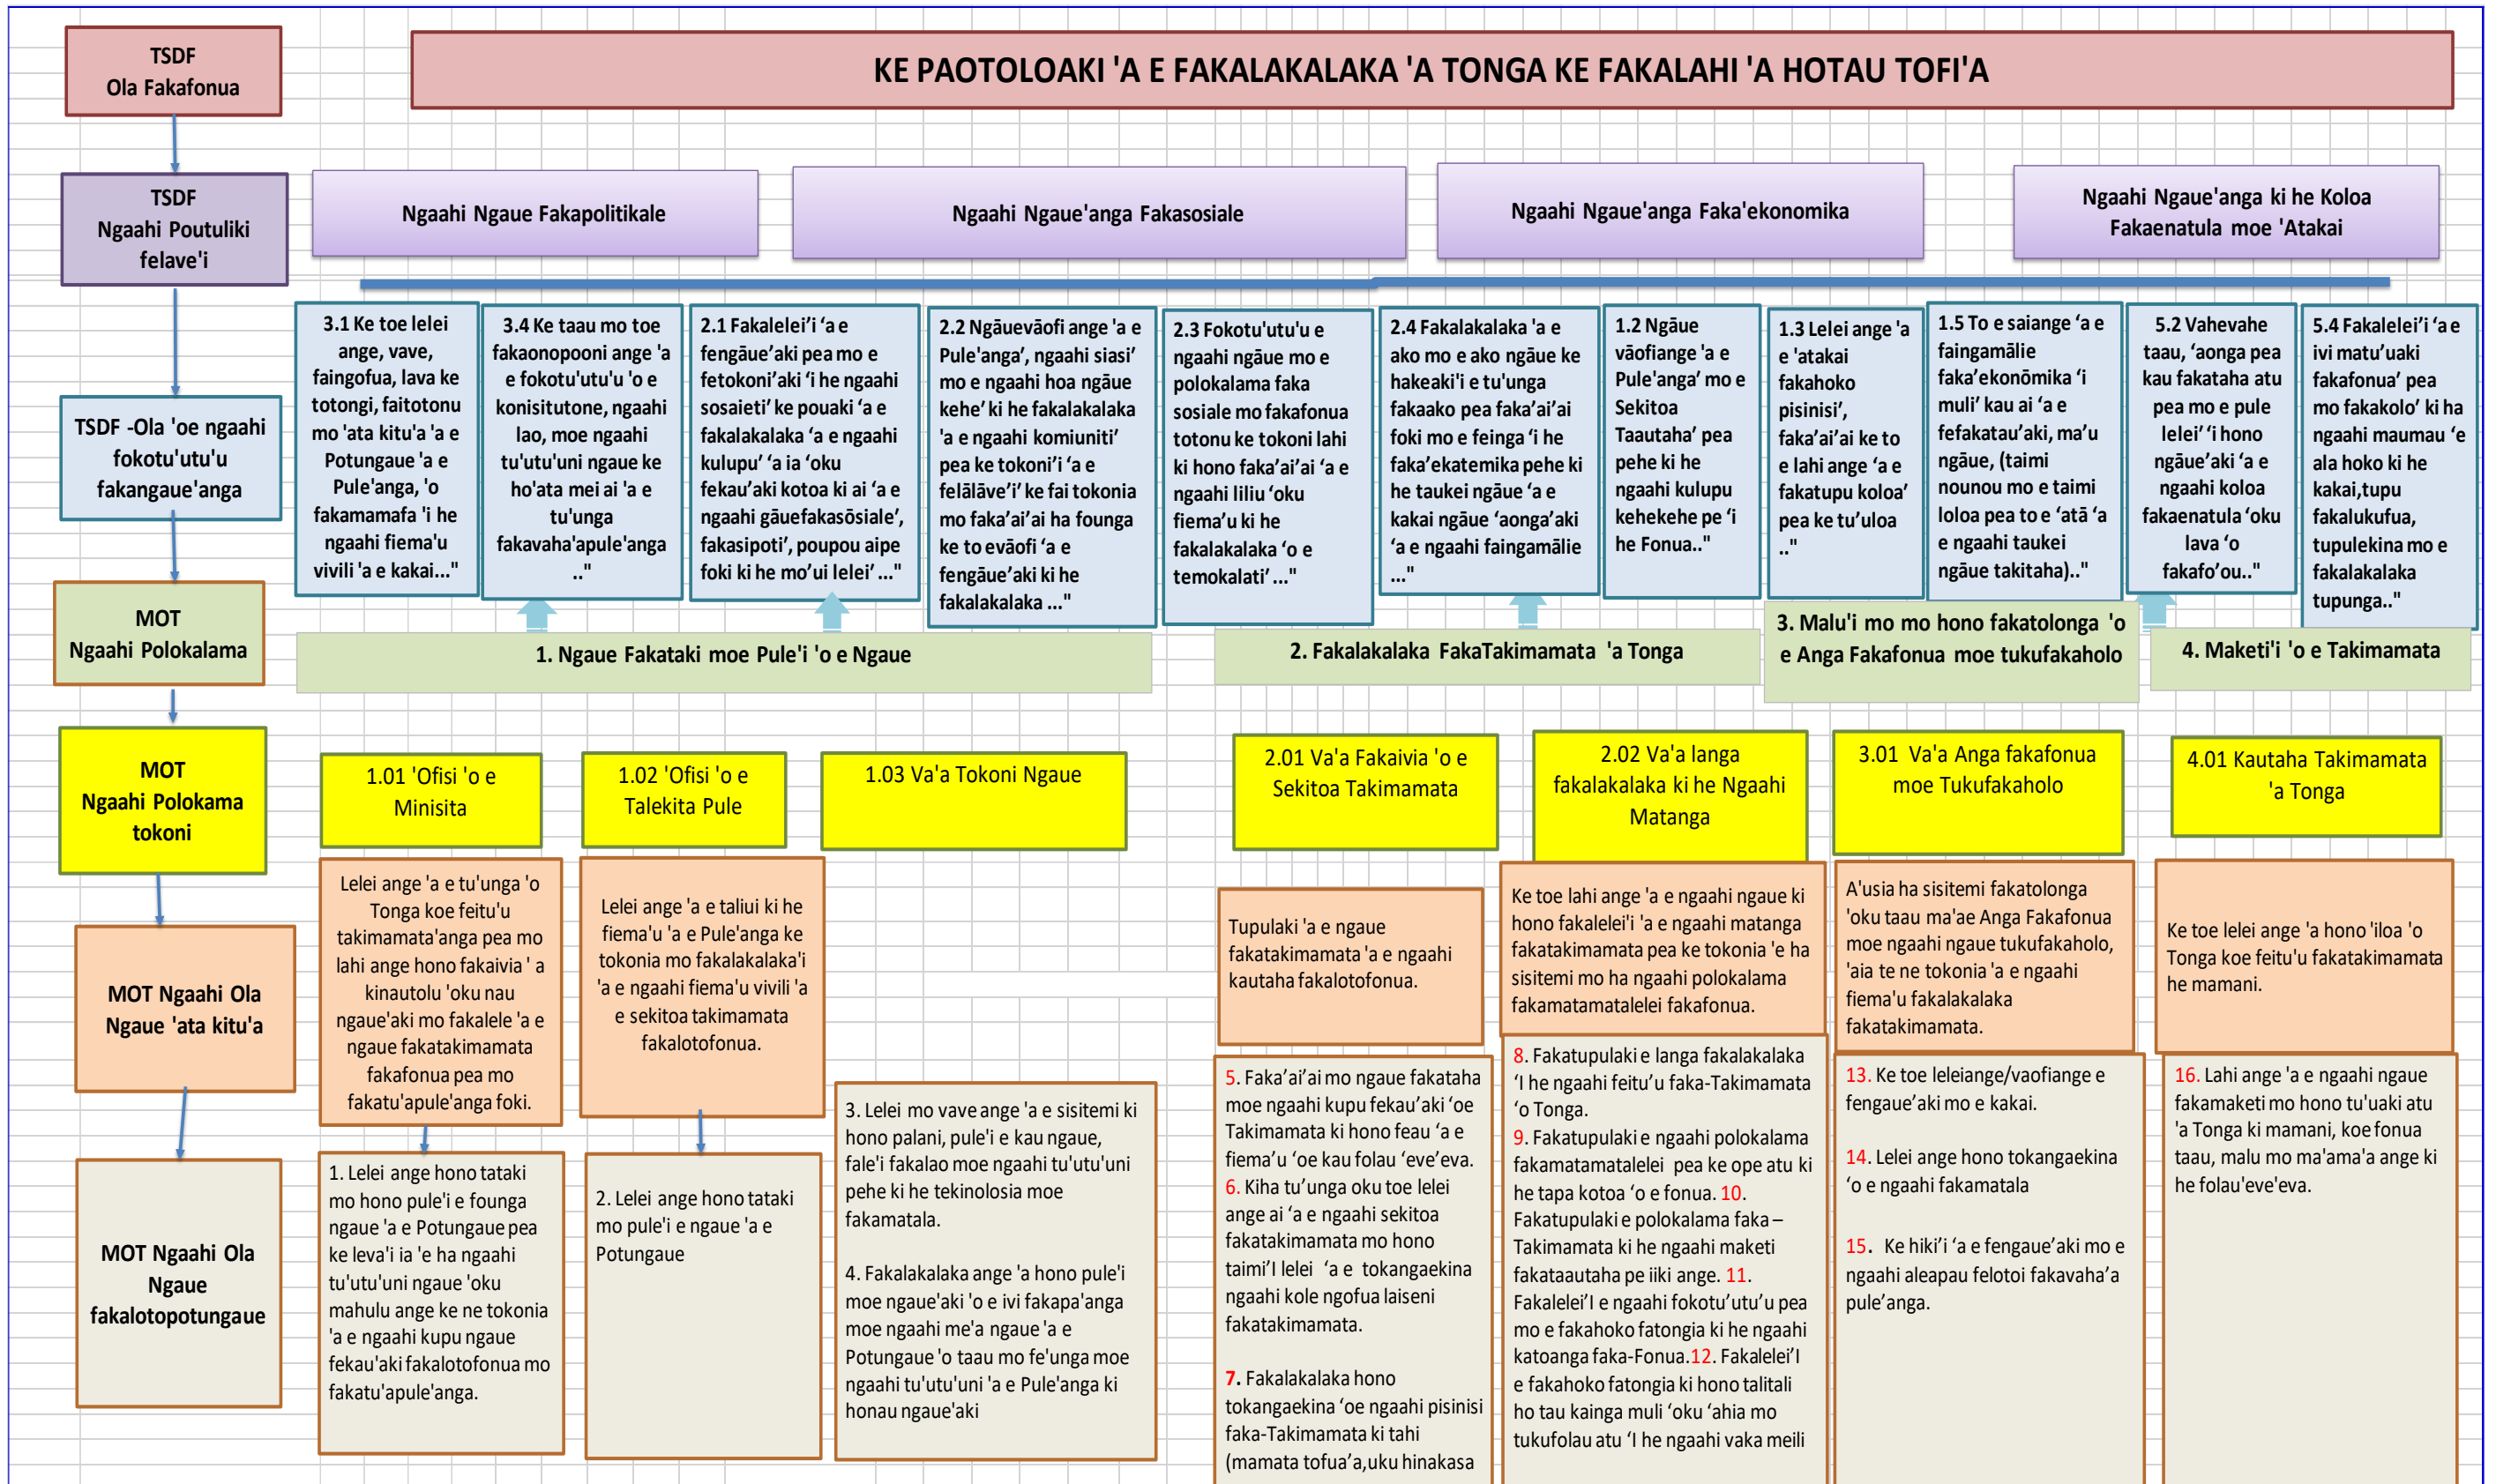 TSDF
Ola Fakafonua
KE PAOTOLOAKI 'A E FAKALAKALAKA 'A TONGA KE FAKALAHI 'A HOTAU TOFI'A
TSDF
Ngaahi Poutuliki
felave'i
Ngaahi Ngaue Fakapolitikale
Ngaahi Ngaue'anga Fakasosiale
Ngaahi Ngaue'anga Faka'ekonomika
Ngaahi Ngaue'anga ki he Koloa
Fakaenatula moe 'Atakai
TSDF -Ola 'oe ngaahi
fokotu'utu'u
fakangaue'anga
3.1 Ke toe lelei
ange, vave,
faingofua, lava ke
totongi, faitotonu
mo 'ata kitu'a 'a e
Potungaue 'a e
Pule'anga, 'o
fakamamafa 'i he
ngaahi fiema'u
vivili 'a e kakai..."
3.4 Ke taau mo toe
fakaonopooni ange 'a
e fokotu'utu'u 'o e
konisitutone, ngaahi
lao, moe ngaahi
tu'utu'uni ngaue ke
ho'ata mei ai 'a e
tu'unga
fakavaha'apule'anga
.."
2.1 Fakalelei’i ‘a e
fengāue’aki pea mo e
fetokoni’aki ‘i he ngaahi
sosaieti’ ke pouaki ‘a e
fakalakalaka ‘a e ngaahi
kulupu’ ‘a ia ‘oku
fekau’aki kotoa ki ai ‘a e
ngaahi gāuefakasōsiale’,
fakasipoti’, poupou aipe
foki ki he mo’ui lelei’ ..."
2.2 Ngāuevāofi ange 'a e
Pule'anga’, ngaahi siasi’
mo e ngaahi hoa ngāue
kehe’ ki he fakalakalaka
'a e ngaahi komiuniti’
pea ke tokoni’i ‘a e
felālāve’i’ ke fai tokonia
mo faka’ai’ai ha founga
ke to evāofi ‘a e
fengāue’aki ki he
fakalakalaka ..."
2.3 Fokotu'utu'u e
ngaahi ngāue mo e
polokalama faka
sosiale mo fakafonua
totonu ke tokoni lahi
ki hono faka’ai’ai ‘a e
ngaahi liliu ‘oku
fiema’u ki he
fakalakalaka ‘o e
temokalati’ ..."
2.4 Fakalakalaka 'a e
ako mo e ako ngāue ke
hakeaki'i e tu'unga
fakaako pea faka’ai’ai
foki mo e feinga ‘i he
faka’ekatemika pehe ki
he taukei ngāue ‘a e
kakai ngāue ‘aonga’aki
‘a e ngaahi faingamālie
..."
1.2 Ngāue
vāofiange 'a e
Pule'anga’ mo e
Sekitoa
Taautaha’ pea
pehe ki he
ngaahi kulupu
kehekehe pe ‘i
he Fonua.."
1.3 Lelei ange 'a
e 'atakai
fakahoko
pisinisi’,
faka’ai’ai ke to
e lahi ange ‘a e
fakatupu koloa’
pea ke tu’uloa
.."
1.5 To e saiange ‘a e
faingamālie
faka’ekonōmika ‘i
muli’ kau ai ‘a e
fefakatau’aki, ma’u
ngāue, (taimi
nounou mo e taimi
loloa pea to e ‘atā ‘a
e ngaahi taukei
ngāue takitaha).."
5.2 Vahevahe
taau, ‘aonga pea
kau fakataha atu
pea mo e pule
lelei’ ‘i hono
ngāue’aki ‘a e
ngaahi koloa
fakaenatula ‘oku
lava ‘o
fakafo’ou.."
5.4 Fakalelei’i ‘a e
ivi matu’uaki
fakafonua’ pea
mo fakakolo’ ki ha
ngaahi maumau ‘e
ala hoko ki he
kakai,tupu
fakalukufua,
tupulekina mo e
fakalakalaka
tupunga.."
MOT
Ngaahi Polokalama
1. Ngaue Fakataki moe Pule'i 'o e Ngaue
2. Fakalakalaka FakaTakimamata 'a Tonga
3. Malu'i mo mo hono fakatolonga 'o
e Anga Fakafonua moe tukufakaholo
4. Maketi'i 'o e Takimamata
MOT
Ngaahi Polokama
tokoni
1.01 'Ofisi 'o e
Minisita
1.02 'Ofisi 'o e
Talekita Pule
1.03 Va'a Tokoni Ngaue
2.01 Va'a Fakaivia 'o e
Sekitoa Takimamata
2.02 Va'a langa
fakalakalaka ki he Ngaahi
Matanga
3.01 Va'a Anga fakafonua
moe Tukufakaholo
4.01 Kautaha Takimamata
'a Tonga
MOT Ngaahi Ola
Ngaue 'ata kitu'a
Lelei ange 'a e tu'unga 'o
Tonga koe feitu'u
takimamata'anga pea mo
lahi ange hono fakaivia ' a
kinautolu 'oku nau
ngaue'aki mo fakalele 'a e
ngaue fakatakimamata
fakafonua pea mo
fakatu'apule'anga foki.
Lelei ange 'a e taliui ki he
fiema'u 'a e Pule'anga ke
tokonia mo fakalakalaka'i
'a e ngaahi fiema'u vivili 'a
e sekitoa takimamata
fakalotofonua.
Tupulaki 'a e ngaue
fakatakimamata 'a e ngaahi
kautaha fakalotofonua.
Ke toe lahi ange 'a e ngaahi ngaue ki
hono fakalelei'i 'a e ngaahi matanga
fakatakimamata pea ke tokonia 'e ha
sisitemi mo ha ngaahi polokalama
fakamatamatalelei fakafonua.
A'usia ha sisitemi fakatolonga
'oku taau ma'ae Anga Fakafonua
moe ngaahi ngaue tukufakaholo,
'aia te ne tokonia 'a e ngaahi
fiema'u fakalakalaka
fakatakimamata.
Ke toe lelei ange 'a hono 'iloa 'o
Tonga koe feitu'u fakatakimamata
he mamani.
MOT Ngaahi Ola
Ngaue
fakalotopotungaue
1. Lelei ange hono tataki
mo hono pule'i e founga
ngaue 'a e Potungaue pea
ke leva'i ia 'e ha ngaahi
tu'utu'uni ngaue 'oku
mahulu ange ke ne tokonia
'a e ngaahi kupu ngaue
fekau'aki fakalotofonua mo
fakatu'apule'anga.
2. Lelei ange hono tataki
mo pule'i e ngaue 'a e
Potungaue
3. Lelei mo vave ange 'a e sisitemi ki
hono palani, pule'i e kau ngaue,
fale'i fakalao moe ngaahi tu'utu'uni
pehe ki he tekinolosia moe
fakamatala.
4. Fakalakalaka ange 'a hono pule'i
moe ngaue'aki 'o e ivi fakapa'anga
moe ngaahi me'a ngaue 'a e
Potungaue 'o taau mo fe'unga moe
ngaahi tu'utu'uni 'a e Pule'anga ki
honau ngaue'aki
5. Faka’ai’ai mo ngaue fakataha
moe ngaahi kupu fekau’aki ‘oe
Takimamata ki hono feau ‘a e
fiema’u ‘oe kau folau ‘eve’eva.
6. Kiha tu’unga oku toe lelei
ange ai ‘a e ngaahi sekitoa
fakatakimamata mo hono
taimi’I lelei ‘a e tokangaekina
ngaahi kole ngofua laiseni
fakatakimamata.
7. Fakalakalaka hono
tokangaekina ‘oe ngaahi pisinisi
faka-Takimamata ki tahi
(mamata tofua’a,uku hinakasa
8. Fakatupulaki e langa fakalakalaka
‘I he ngaahi feitu’u faka-Takimamata
‘o Tonga.
9. Fakatupulaki e ngaahi polokalama
fakamatamatalelei pea ke ope atu ki
he tapa kotoa ‘o e fonua. 10.
Fakatupulaki e polokalama faka –
Takimamata ki he ngaahi maketi
fakataautaha pe iiki ange. 11.
Fakalelei’I e ngaahi fokotu’utu’u pea
mo e fakahoko fatongia ki he ngaahi
katoanga faka-Fonua.12. Fakalelei’I
e fakahoko fatongia ki hono talitali
ho tau kainga muli ‘oku ‘ahia mo
tukufolau atu ‘I he ngaahi vaka meili
13. Ke toe leleiange/vaofiange e
fengaue’aki mo e kakai.
14. Lelei ange hono tokangaekina
‘o e ngaahi fakamatala
15. Ke hiki’i ‘a e fengaue’aki mo e
ngaahi aleapau felotoi fakavaha’a
pule’anga.
16. Lahi ange 'a e ngaahi ngaue
fakamaketi mo hono tu'uaki atu
'a Tonga ki mamani, koe fonua
taau, malu mo ma'ama'a ange ki
he folau'eve'eva.